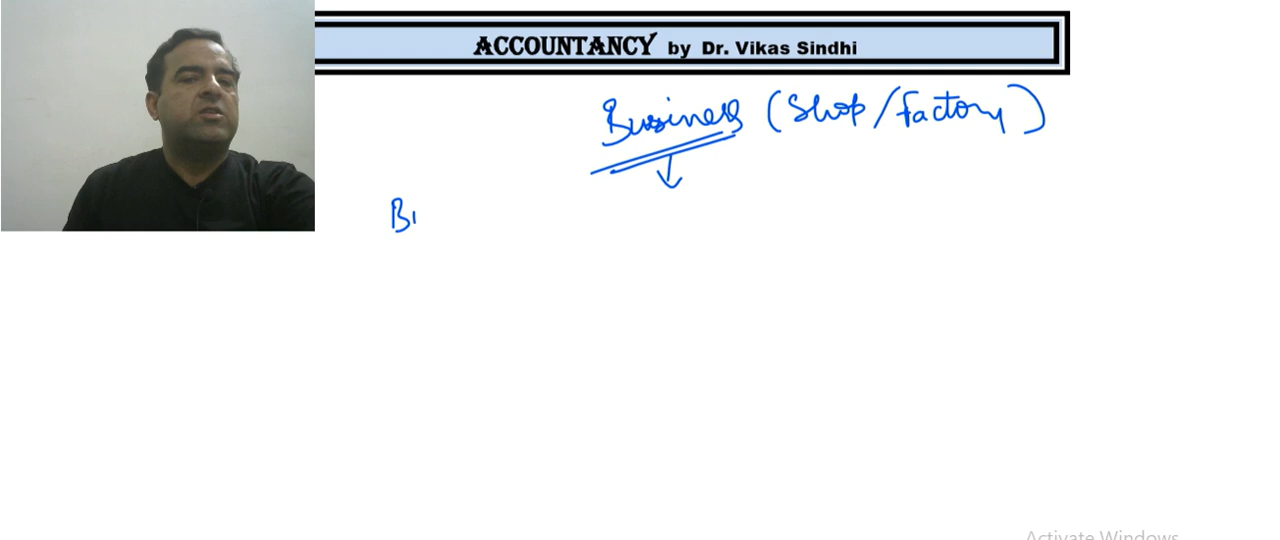 ACCOUNTANCY by Dr. Vikas Sindhi
Business (Shop/Factory)
Activate Windows